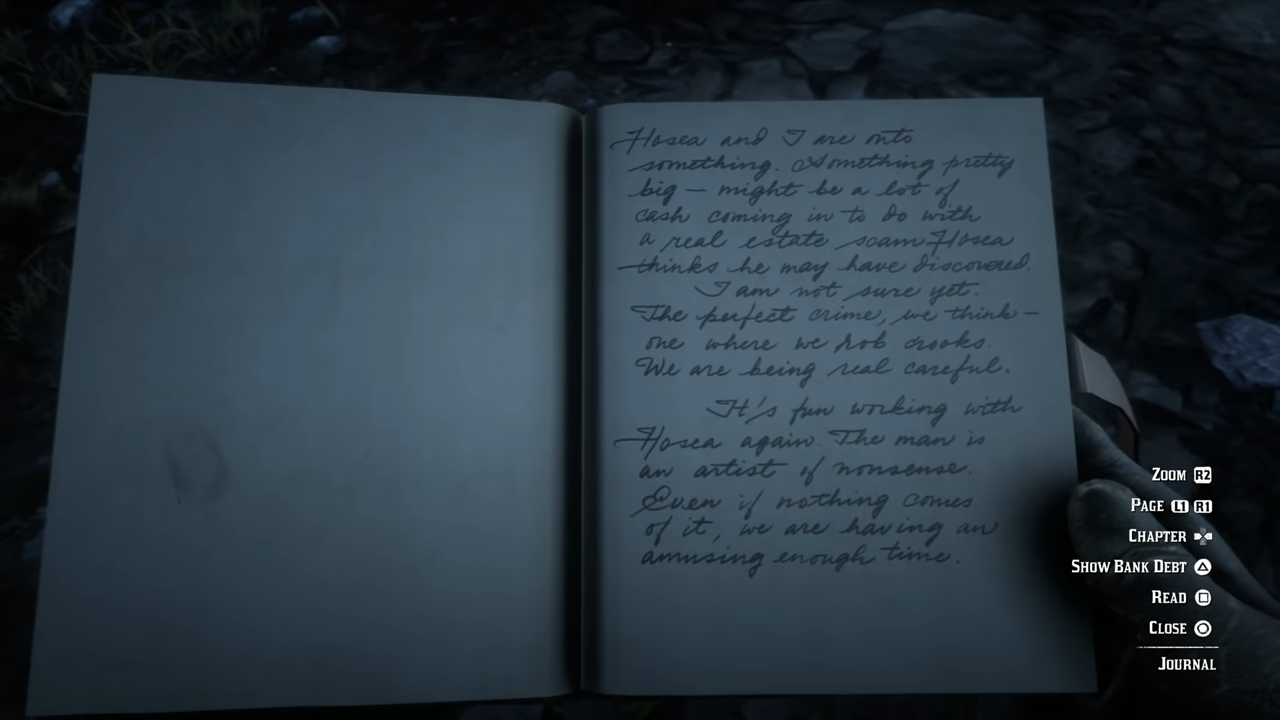 Hosea and I are onto
something. Something pretty
big – might be a lot of
cash coming in to do with
a real estate scam Hosea
thinks he may have discovered.
I am not sure yet.
The perfect crime, we think –
one where we rob crooks.
We are being real careful.
It's fun working with
Hosea again. The man is
an artist of nonsense.
Even if nothing comes
of it, we are having an
amusing enough time.
ZOOM R2
PAGE L1 R1
CHAPTER
SHOW BANK DEBT
READ
CLOSE
JOURNAL